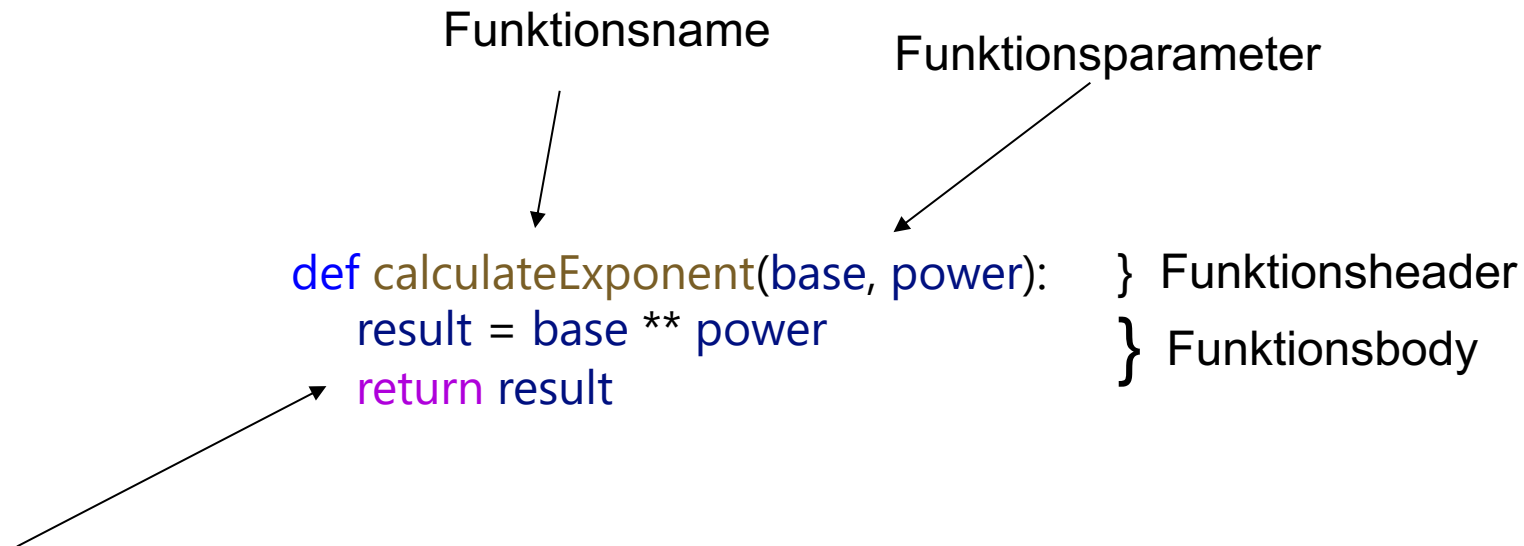 Funktionsname
Funktionsparameter
def calculateExponent(base, power): } Funktionsheader
result = base ** power
} Funktionsbody
return result